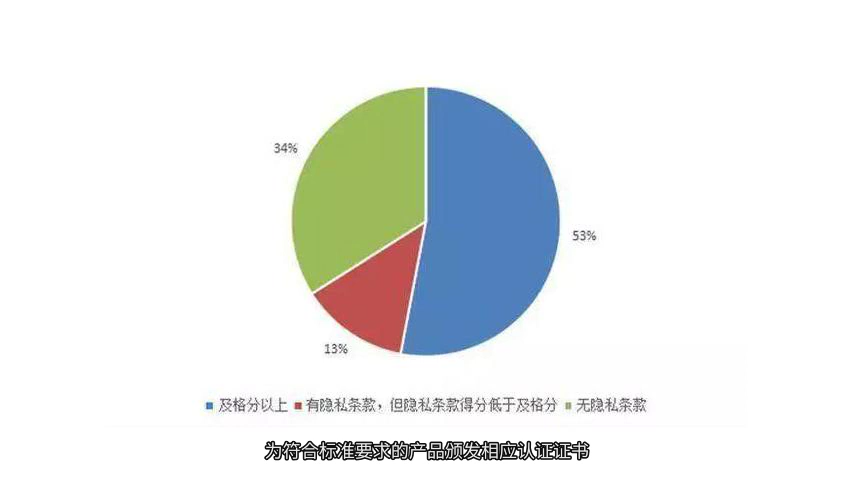 34%
53%
13%
及格分以上 有隐私条款，但隐私条款得分低于及格分 无隐私条款
为符合标准要求的产品颁发相应认证证书